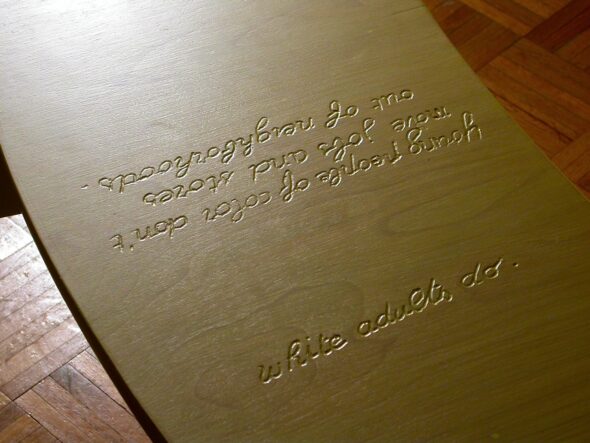 young people of color don't
move jobs and stores
out of neighborhoods.
white adults do.